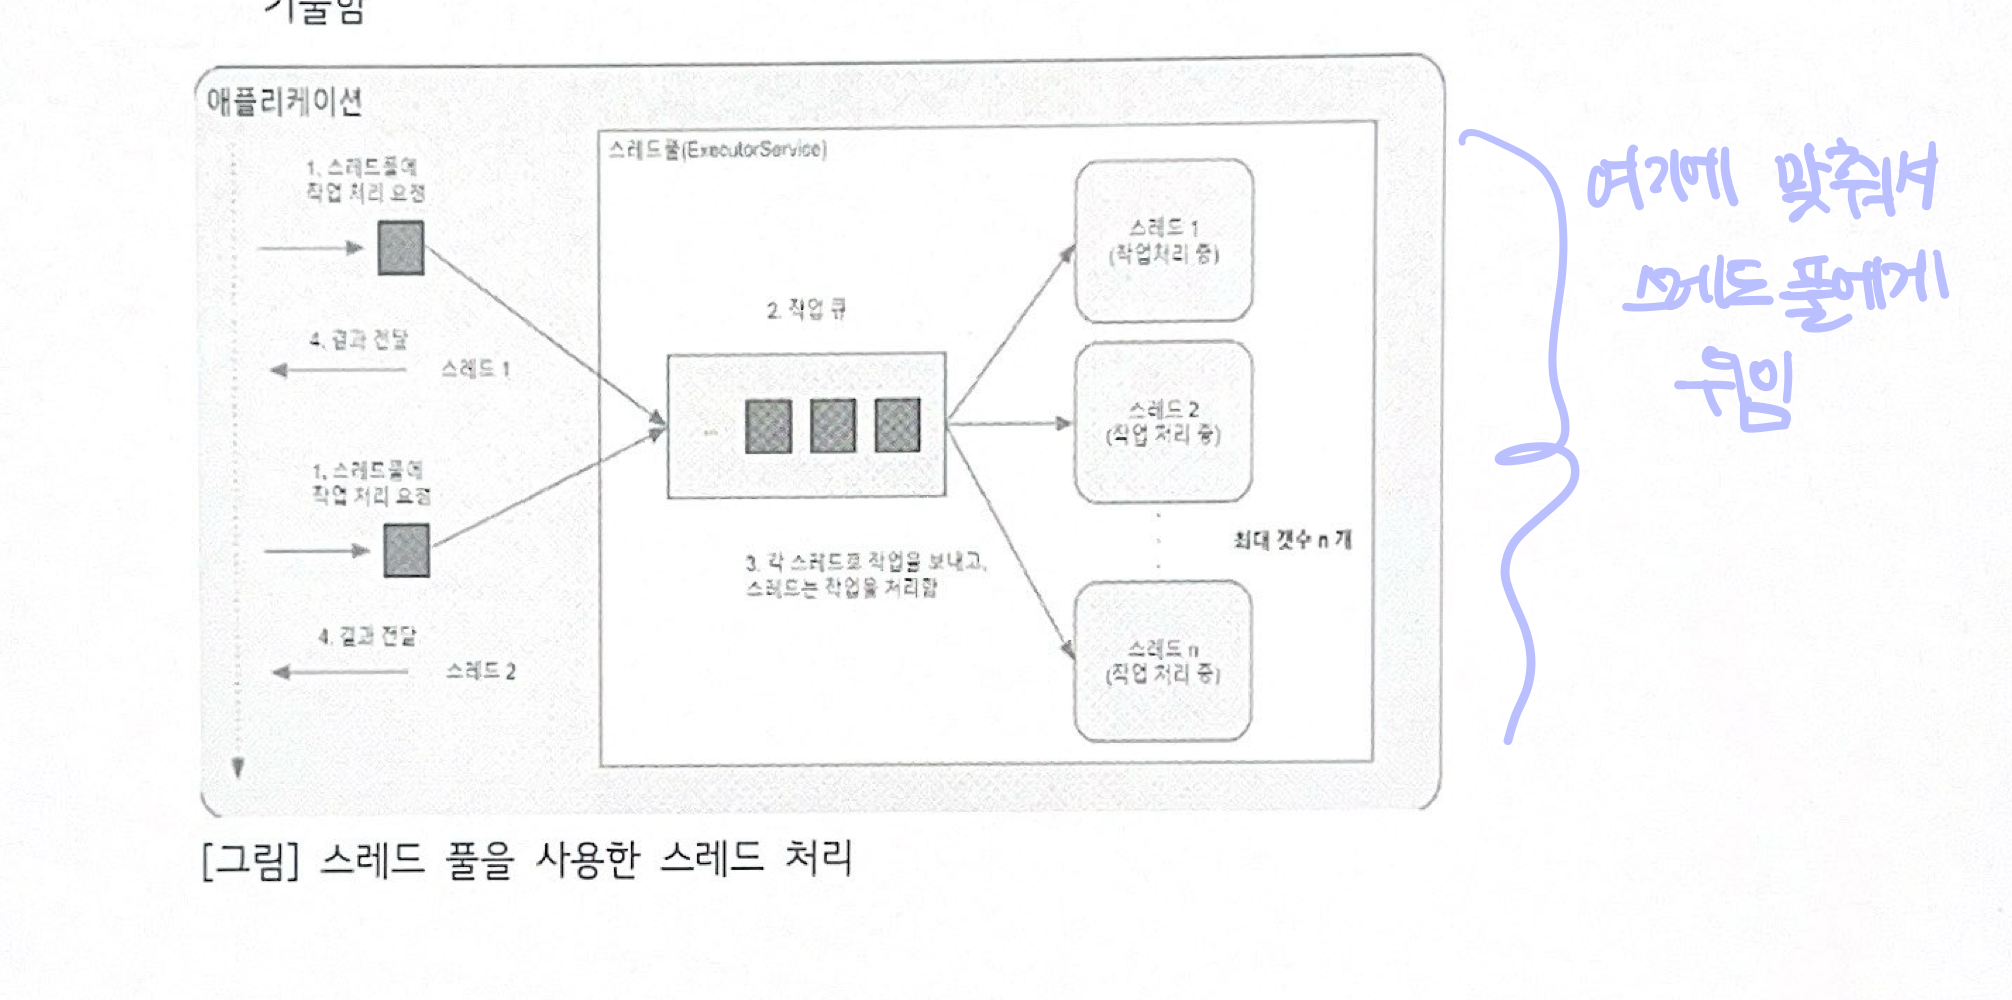 기술함
애플리케이션
스레드풀(ExecutorService)
1. 스레드풀에
작업 처리 요청
4. 결과 전달
스레드 1
1. 스레드풀에
작업 처리 요청
4. 결과 전달
스레드 2
2. 작업 큐
...
3. 각 스레드로 작업을 보내고,
스레드는 작업을 처리함
스레드 1
(작업처리 중)
스레드 2
(작업 처리 중)
최대 갯수 n 개
스레드 n
(작업 처리 중)
여기에 맞춰서
스레드 풀에게
위임
[그림] 스레드 풀을 사용한 스레드 처리